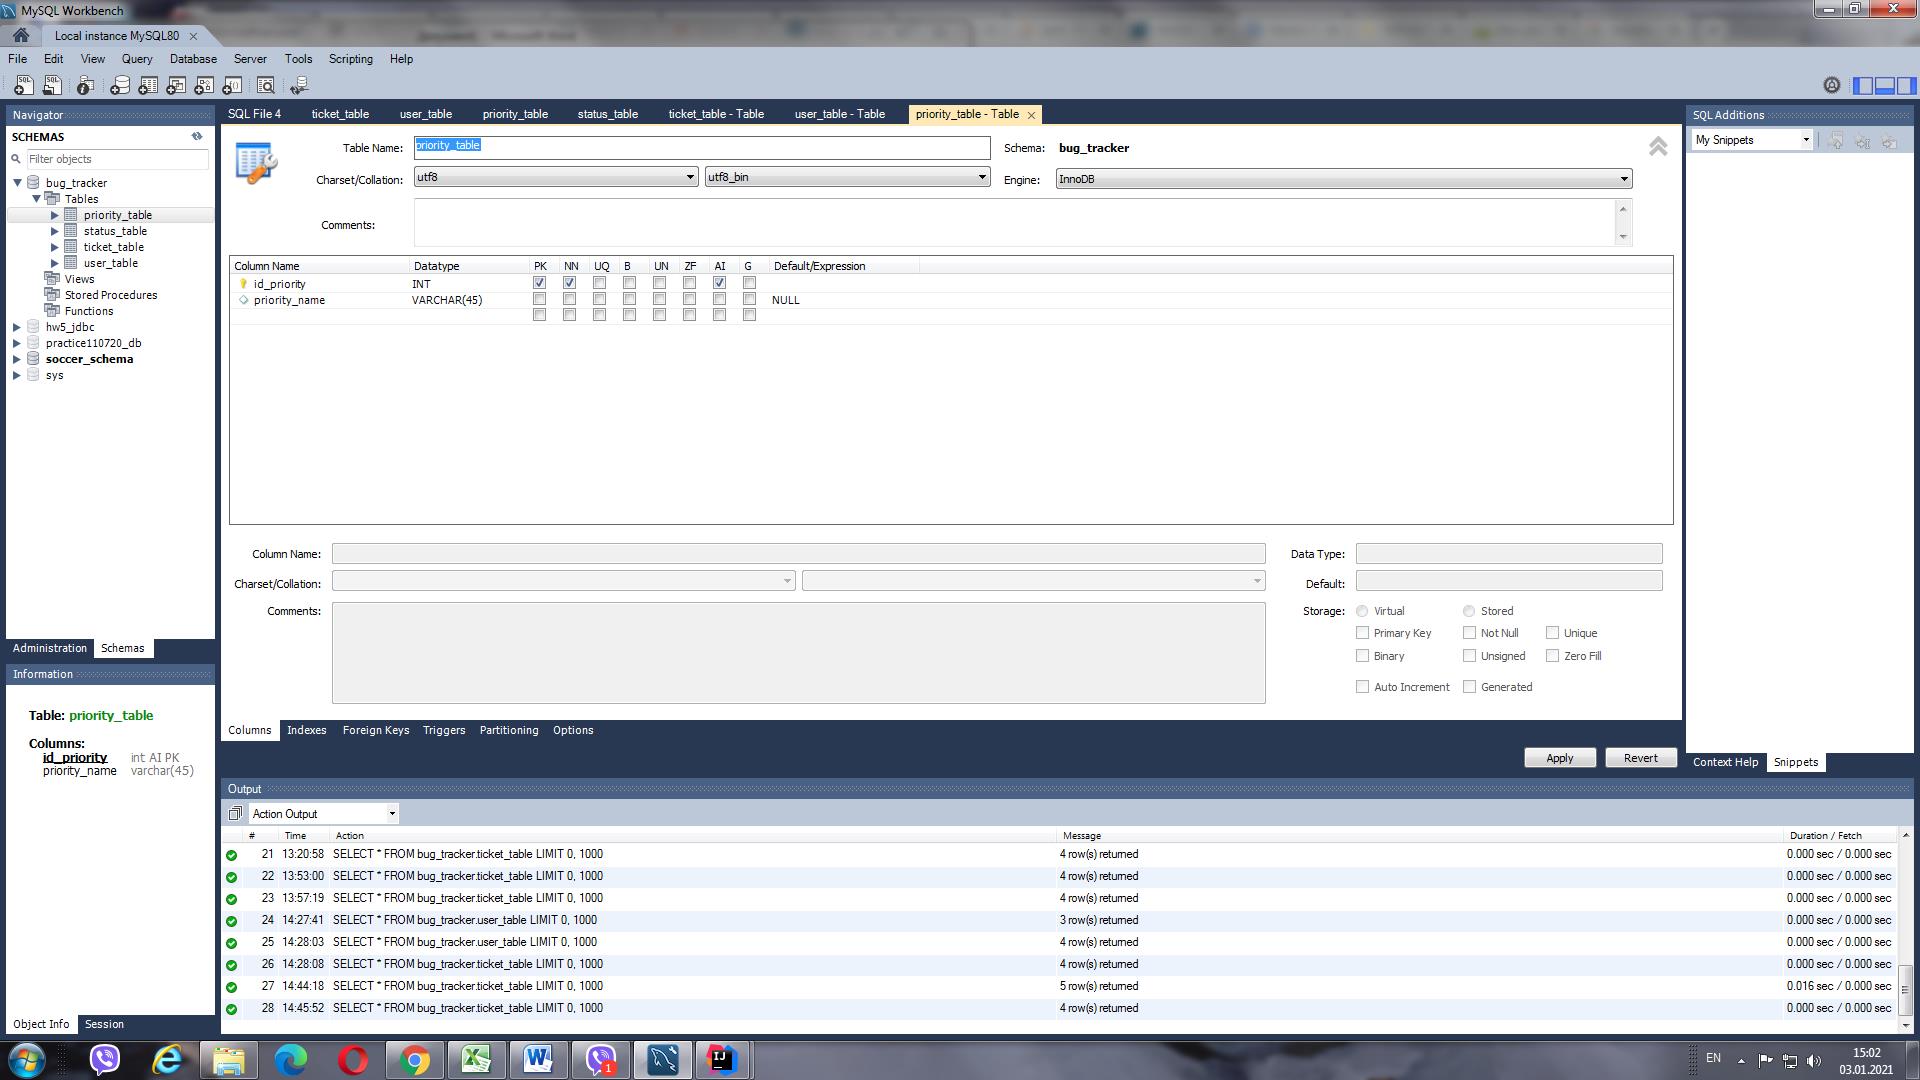 MySQL Workbench
Local instance MySQL80
File Edit View Query Database Server Tools Scripting Help
Navigator
SCHEMAS
Filter objects
bug_tracker
Tables
priority_table
status_table
ticket_table
user_table
Views
Stored Procedures
Functions
hw5_jdbc
practice110720_db
soccer_schema
sys
Administration Schemas
Information
Table: priority_table
Columns:
id_priority int AI PK
priority_name varchar(45)
Object Info Session
SQL File 4 ticket_table user_table priority_table status_table ticket_table - Table user_table - Table priority_table - Table
Table Name: priority_table Schema: bug_tracker
Charset/Collation: utf8 utf8_bin Engine: InnoDB
Comments:
Column Name Datatype PK NN UQ B UN ZF AI G Default/Expression
id_priority INT
priority_name VARCHAR(45) NULL
Column Name: Data Type:
Charset/Collation: Default:
Comments: Storage: Virtual Stored
Primary Key Not Null Unique
Binary Unsigned Zero Fill
Auto Increment Generated
Columns Indexes Foreign Keys Triggers Partitioning Options
Apply Revert
SQL Additions
My Snippets
Context Help Snippets
Output
Action Output
# Time Action Message Duration / Fetch
21 13:20:58 SELECT * FROM bug_tracker.ticket_table LIMIT 0, 1000 4 row(s) returned 0.000 sec / 0.000 sec
22 13:53:00 SELECT * FROM bug_tracker.ticket_table LIMIT 0, 1000 4 row(s) returned 0.000 sec / 0.000 sec
23 13:57:19 SELECT * FROM bug_tracker.ticket_table LIMIT 0, 1000 4 row(s) returned 0.000 sec / 0.000 sec
24 14:27:41 SELECT * FROM bug_tracker.user_table LIMIT 0, 1000 3 row(s) returned 0.000 sec / 0.000 sec
25 14:28:03 SELECT * FROM bug_tracker.user_table LIMIT 0, 1000 4 row(s) returned 0.000 sec / 0.000 sec
26 14:28:08 SELECT * FROM bug_tracker.ticket_table LIMIT 0, 1000 4 row(s) returned 0.000 sec / 0.000 sec
27 14:44:18 SELECT * FROM bug_tracker.ticket_table LIMIT 0, 1000 5 row(s) returned 0.016 sec / 0.000 sec
28 14:45:52 SELECT * FROM bug_tracker.ticket_table LIMIT 0, 1000 4 row(s) returned 0.000 sec / 0.000 sec
EN 15:02
03.01.2021